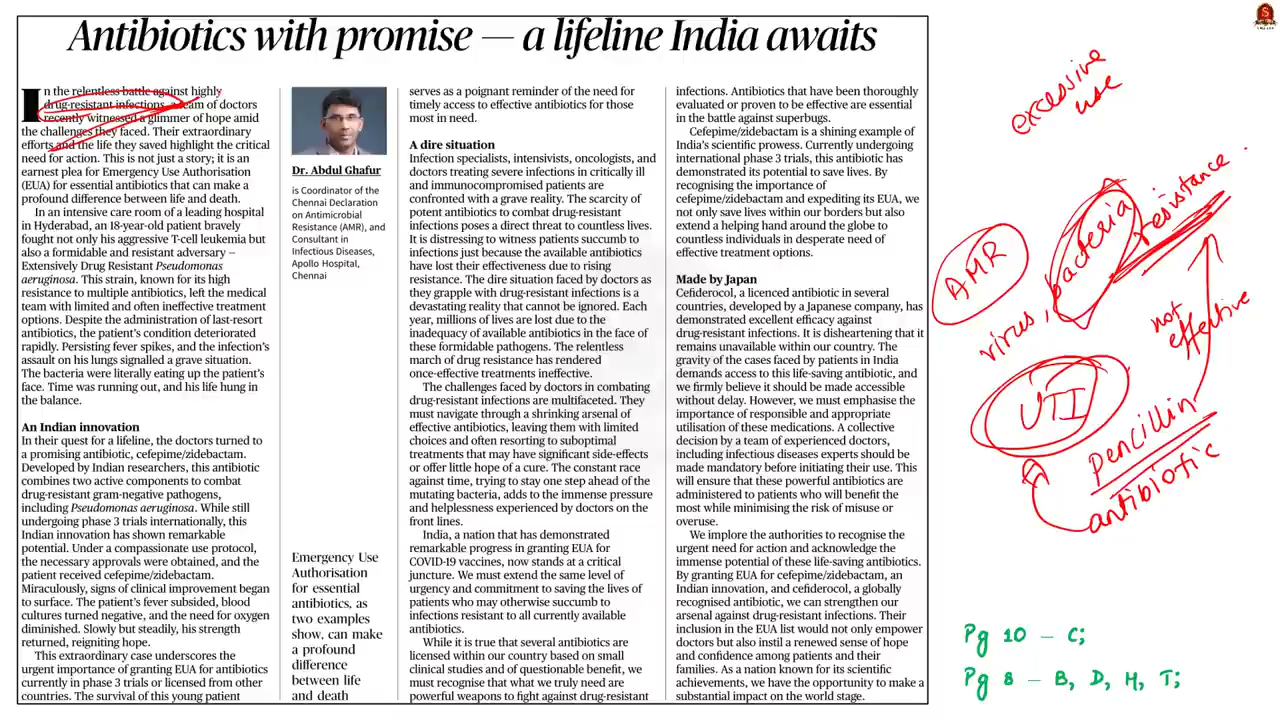 Antibiotics with promise — a lifeline India awaits
In the relentless battle against highly
drug-resistant infections, a team of doctors
recently witnessed a glimmer of hope amid
the challenges they faced. Their extraordinary
efforts and the life they saved highlight the critical
need for action. This is not just a story; it is an
earnest plea for Emergency Use Authorisation
(EUA) for essential antibiotics that can make a
profound difference between life and death.
In an intensive care room of a leading hospital
in Hyderabad, an 18-year-old patient bravely
fought not only his aggressive T-cell leukemia but
also a formidable and resistant adversary —
Extensively Drug Resistant Pseudomonas
aeruginosa. This strain, known for its high
resistance to multiple antibiotics, left the medical
team with limited and often ineffective treatment
options. Despite the administration of last-resort
antibiotics, the patient's condition deteriorated
rapidly. Persisting fever spikes, and the infection's
assault on his lungs signalled a grave situation.
The bacteria were literally eating up the patient's
face. Time was running out, and his life hung in
the balance.
An Indian innovation
In their quest for a lifeline, the doctors turned to
a promising antibiotic, cefepime/zidebactam.
Developed by Indian researchers, this antibiotic
combines two active components to combat
drug-resistant gram-negative pathogens,
including Pseudomonas aeruginosa. While still
undergoing phase 3 trials internationally, this
Indian innovation has shown remarkable
potential. Under a compassionate use protocol,
the necessary approvals were obtained, and the
patient received cefepime/zidebactam.
Miraculously, signs of clinical improvement began
to surface. The patient's fever subsided, blood
cultures turned negative, and the need for oxygen
diminished. Slowly but steadily, his strength
returned, reigniting hope.
This extraordinary case underscores the
urgent importance of granting EUA for antibiotics
currently in phase 3 trials or licensed from other
countries. The survival of this young patient
Dr. Abdul Ghafur
is Coordinator of the
Chennai Declaration
on Antimicrobial
Resistance (AMR), and
Consultant in
Infectious Diseases,
Apollo Hospital,
Chennai
Emergency Use
Authorisation
for essential
antibiotics, as
two examples
show, can make
a profound
difference
between life
and death
serves as a poignant reminder of the need for
timely access to effective antibiotics for those
most in need.
A dire situation
Infection specialists, intensivists, oncologists, and
doctors treating severe infections in critically ill
and immunocompromised patients are
confronted with a grave reality. The scarcity of
potent antibiotics to combat drug-resistant
infections poses a direct threat to countless lives.
It is distressing to witness patients succumb to
infections just because the available antibiotics
have lost their effectiveness due to rising
resistance. The dire situation faced by doctors as
they grapple with drug-resistant infections is a
devastating reality that cannot be ignored. Each
year, millions of lives are lost due to the
inadequacy of available antibiotics in the face of
these formidable pathogens. The relentless
march of drug resistance has rendered
once-effective treatments ineffective.
The challenges faced by doctors in combating
drug-resistant infections are multifaceted. They
must navigate through a shrinking arsenal of
effective antibiotics, leaving them with limited
choices and often resorting to suboptimal
treatments that may have significant side-effects
or offer little hope of a cure. The constant race
against time, trying to stay one step ahead of the
mutating bacteria, adds to the immense pressure
and helplessness experienced by doctors on the
front lines.
India, a nation that has demonstrated
remarkable progress in granting EUA for
COVID-19 vaccines, now stands at a critical
juncture. We must extend the same level of
urgency and commitment to saving the lives of
patients who may otherwise succumb to
infections resistant to all currently available
antibiotics.
While it is true that several antibiotics are
licensed within our country based on small
clinical studies and of questionable benefit, we
must recognise that what we truly need are
powerful weapons to fight against drug-resistant
infections. Antibiotics that have been thoroughly
evaluated or proven to be effective are essential
in the battle against superbugs.
Cefepime/zidebactam is a shining example of
India's scientific prowess. Currently undergoing
international phase 3 trials, this antibiotic has
demonstrated its potential to save lives. By
recognising the importance of
cefepime/zidebactam and expediting its EUA, we
not only save lives within our borders but also
extend a helping hand around the globe to
countless individuals in desperate need of
effective treatment options.
Made by Japan
Cefiderocol, a licenced antibiotic in several
countries, developed by a Japanese company, has
demonstrated excellent efficacy against
drug-resistant infections. It is disheartening that it
remains unavailable within our country. The
gravity of the cases faced by patients in India
demands access to this life-saving antibiotic, and
we firmly believe it should be made accessible
without delay. However, we must emphasise the
importance of responsible and appropriate
utilisation of these medications. A collective
decision by a team of experienced doctors,
including infectious diseases experts should be
made mandatory before initiating their use. This
will ensure that these powerful antibiotics are
administered to patients who will benefit the
most while minimising the risk of misuse or
overuse.
We implore the authorities to recognise the
urgent need for action and acknowledge the
immense potential of these life-saving antibiotics.
By granting EUA for cefepime/zidebactam, an
Indian innovation, and cefiderocol, a globally
recognised antibiotic, we can strengthen our
arsenal against drug-resistant infections. Their
inclusion in the EUA list would not only empower
doctors but also instil a renewed sense of hope
and confidence among patients and their
families. As a nation known for its scientific
achievements, we have the opportunity to make a
substantial impact on the world stage.
excessive
use
AMR
virus, bacteria resistance
not
effective
UTI
pencillin
antibiotic
Pg 10 – C;
Pg 8 – B, D, H, T;